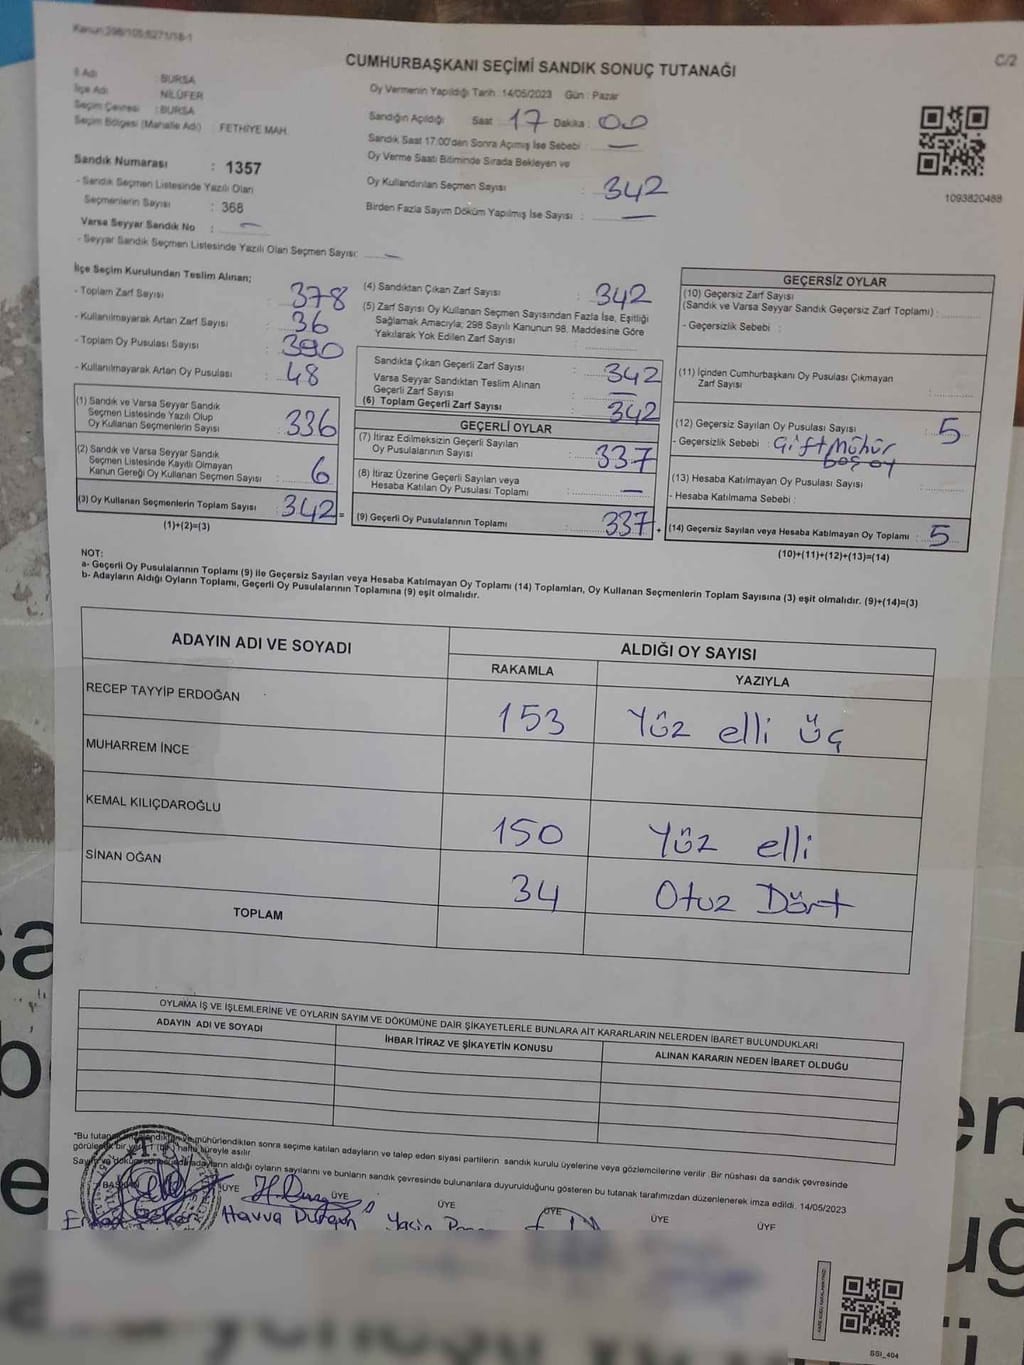 Kanun:298/105,6271/18-1
C/2
CUMHURBAŞKANI SEÇİMİ SANDIK SONUÇ TUTANAĞI
İl Adı : BURSA
İlçe Adı : NİLÜFER
Seçim Çevresi : BURSA
Seçim Bölgesi (Mahalle Adı) : FETHİYE MAH.
Sandık Numarası : 1357
- Sandık Seçmen Listesinde Yazılı Olan
Seçmenlerin Sayısı : 368
Varsa Seyyar Sandık No : —
- Seyyar Sandık Seçmen Listesinde Yazılı Olan Seçmen Sayısı: —
Oy Vermenin Yapıldığı Tarih :14/05/2023 Gün : Pazar
Sandığın Açıldığı Saat : 17 Dakika : 00
Sandık Saat 17:00'den Sonra Açımış İse Sebebi : —
Oy Verme Saati Bitiminde Sırada Bekleyen ve
Oy Kullandırılan Seçmen Sayısı : 342
Birden Fazla Sayım Döküm Yapılmış İse Sayısı : —
1093820488
İlçe Seçim Kurulundan Teslim Alınan;
- Toplam Zarf Sayısı : 378
- Kullanılmayarak Artan Zarf Sayısı : 36
- Toplam Oy Pusulası Sayısı : 390
- Kullanılmayarak Artan Oy Pusulası : 48
(1) Sandık ve Varsa Seyyar Sandık
Seçmen Listesinde Yazılı Olup
Oy Kullanan Seçmenlerin Sayısı : 336
(2) Sandık ve Varsa Seyyar Sandık
Seçmen Listesinde Kayıtlı Olmayan
Kanun Gereği Oy Kullanan Seçmen Sayısı : 6
(3) Oy Kullanan Seçmenlerin Toplam Sayısı : 342 =
(1)+(2)=(3)
(4) Sandıktan Çıkan Zarf Sayısı : 342
(5) Zarf Sayısı Oy Kullanan Seçmen Sayısından Fazla İse, Eşitliği
Sağlamak Amacıyla; 298 Sayılı Kanunun 98. Maddesine Göre
Yakılarak Yok Edilen Zarf Sayısı :
Sandıkta Çıkan Geçerli Zarf Sayısı : 342
Varsa Seyyar Sandıktan Teslim Alınan
Geçerli Zarf Sayısı : —
(6) Toplam Geçerli Zarf Sayısı : 342
GEÇERLİ OYLAR
(7) İtiraz Edilmeksizin Geçerli Sayılan
Oy Pusulalarının Sayısı : 337
(8) İtiraz Üzerine Geçerli Sayılan veya
Hesaba Katılan Oy Pusulası Toplamı : —
(9) Geçerli Oy Pusulalarının Toplamı : 337 +
GEÇERSİZ OYLAR
(10) Geçersiz Zarf Sayısı
(Sandık ve Varsa Seyyar Sandık Geçersiz Zarf Toplamı) :
- Geçersizlik Sebebi :
(11) İçinden Cumhurbaşkanı Oy Pusulası Çıkmayan
Zarf Sayısı :
(12) Geçersiz Sayılan Oy Pusulası Sayısı : 5
- Geçersizlik Sebebi : Çift Mühür
boş oy
(13) Hesaba Katılmayan Oy Pusulası Sayısı :
- Hesaba Katılmama Sebebi :
(14) Geçersiz Sayılan veya Hesaba Katılmayan Oy Toplamı : 5
(10)+(11)+(12)+(13)=(14)
NOT:
a- Geçerli Oy Pusulalarının Toplamı (9) ile Geçersiz Sayılan veya Hesaba Katılmayan Oy Toplamı (14) Toplamları, Oy Kullanan Seçmenlerin Toplam Sayısına (3) eşit olmalıdır. (9)+(14)=(3)
b- Adayların Aldığı Oyların Toplamı, Geçerli Oy Pusulalarının Toplamına (9) eşit olmalıdır.
ADAYIN ADI VE SOYADI
ALDIĞI OY SAYISI
RAKAMLA YAZIYLA
RECEP TAYYİP ERDOĞAN 153 Yüz elli üç
MUHARREM İNCE
KEMAL KILIÇDAROĞLU 150 Yüz elli
SİNAN OĞAN 34 Otuz Dört
TOPLAM
OYLAMA İŞ VE İŞLEMLERİNE VE OYLARIN SAYIM VE DÖKÜMÜNE DAİR ŞİKAYETLERLE BUNLARA AİT KARARLARIN NELERDEN İBARET BULUNDUKLARI
ADAYIN ADI VE SOYADI İHBAR İTİRAZ VE ŞİKAYETİN KONUSU ALINAN KARARIN NEDEN İBARET OLDUĞU
*Bu mühürlendikten sonra seçime katılan adayların ve talep eden siyasi partilerin sandık kurulu üyelerine veya gözlemcilerine verilir. Bir nüshası da sandık çevresinde
süreyle asılır.
adayların aldığı oyların sayılarını ve bunların sandık çevresinde bulunanlara duyurulduğunu gösteren bu tutanak tarafımızdan düzenlenerek imza edildi. 14/05/2023
T.C.
ÜYE ÜYE ÜYE ÜYE ÜYE ÜYE
Havva Yasin
SSI_404